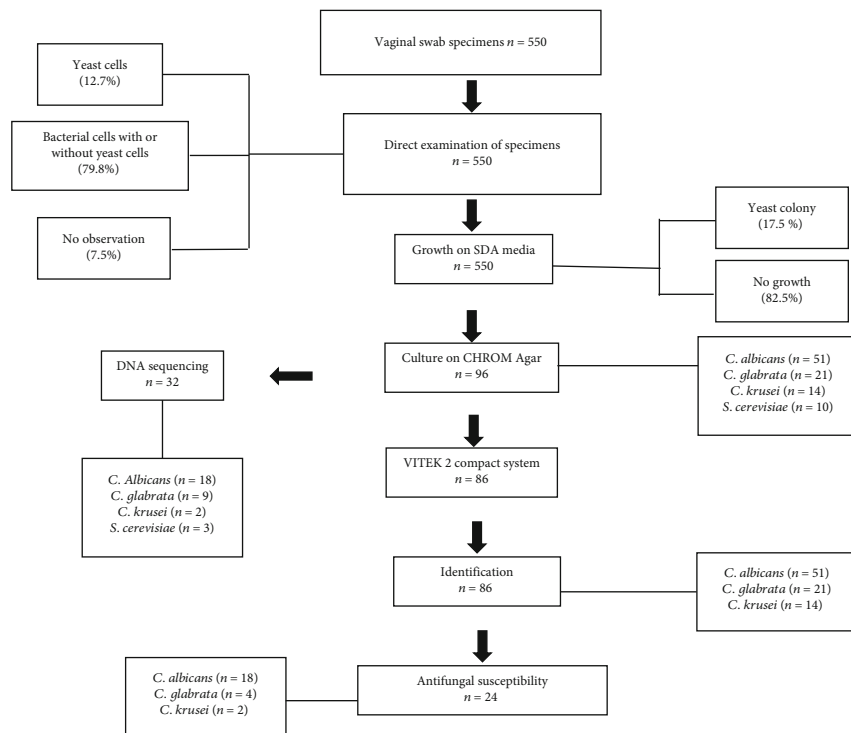 Vaginal swab specimens n = 550
Yeast cells
(12.7%)
Bacterial cells with or
without yeast cells
(79.8%)
No observation
(7.5%)
Direct examination of specimens
n = 550
Growth on SDA media
n = 550
Yeast colony
(17.5 %)
No growth
(82.5%)
Culture on CHROM Agar
n = 96
C. albicans (n = 51)
C. glabrata (n = 21)
C. krusei (n = 14)
S. cerevisiae (n = 10)
DNA sequencing
n = 32
C. Albicans (n = 18)
C. glabrata (n = 9)
C. krusei (n = 2)
S. cerevisiae (n = 3)
VITEK 2 compact system
n = 86
Identification
n = 86
C. albicans (n = 51)
C. glabrata (n = 21)
C. krusei (n = 14)
Antifungal susceptibility
n = 24
C. albicans (n = 18)
C. glabrata (n = 4)
C. krusei (n = 2)